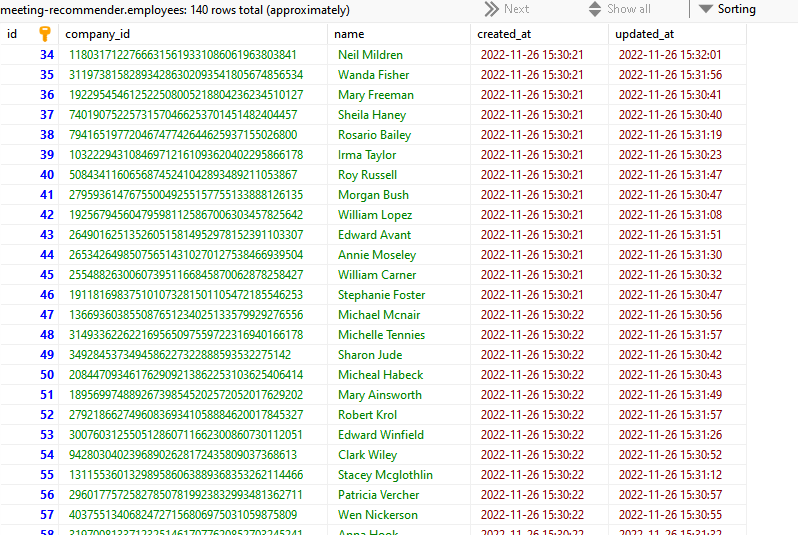 meeting-recommender.employees: 140 rows total (approximately) Next Show all Sorting
id company_id name created_at updated_at
34 118031712276663156193310861961963803841 Neil Mildren 2022-11-26 15:30:21 2022-11-26 15:32:01
35 311973815828934286302093541805674856534 Wanda Fisher 2022-11-26 15:30:21 2022-11-26 15:31:56
36 192295454612522508005218804236234510127 Mary Freeman 2022-11-26 15:30:21 2022-11-26 15:30:41
37 74019075225731570466253701451482404457 Sheila Haney 2022-11-26 15:30:21 2022-11-26 15:30:40
38 79416519772046747742644625937155026800 Rosario Bailey 2022-11-26 15:30:21 2022-11-26 15:31:19
39 103222943108469712161093620402295866178 Irma Taylor 2022-11-26 15:30:21 2022-11-26 15:30:23
40 50843411606568745241042893489211053867 Roy Russell 2022-11-26 15:30:21 2022-11-26 15:31:47
41 279593614767550049255157755133888126135 Morgan Bush 2022-11-26 15:30:21 2022-11-26 15:30:47
42 192567945604795981125867006303457825642 William Lopez 2022-11-26 15:30:21 2022-11-26 15:31:08
43 264901625135260515814952978152391103307 Edward Avant 2022-11-26 15:30:21 2022-11-26 15:31:51
44 265342649850756514310270127538466939504 Annie Moseley 2022-11-26 15:30:21 2022-11-26 15:31:30
45 255488263006073951166845870062878258427 William Carner 2022-11-26 15:30:21 2022-11-26 15:30:32
46 191181698375101073281501105472185546253 Stephanie Foster 2022-11-26 15:30:21 2022-11-26 15:30:47
47 136693603855087651234025133579929276556 Michael Mcnair 2022-11-26 15:30:22 2022-11-26 15:30:56
48 314933622622169565097559722316940166178 Michelle Tennies 2022-11-26 15:30:22 2022-11-26 15:31:57
49 34928453734945862273228885935322​75142 Sharon Jude 2022-11-26 15:30:22 2022-11-26 15:30:42
50 208447093461762909213862253103625406414 Micheal Habeck 2022-11-26 15:30:22 2022-11-26 15:30:43
51 189569974889267398545202572052017629202 Mary Ainsworth 2022-11-26 15:30:22 2022-11-26 15:31:49
52 279218662749608369341058884620017845327 Robert Krol 2022-11-26 15:30:22 2022-11-26 15:31:57
53 300760312550512860711662300860730112051 Edward Winfield 2022-11-26 15:30:22 2022-11-26 15:31:26
54 94280304023968902628172435809037368613 Clark Wiley 2022-11-26 15:30:22 2022-11-26 15:30:52
55 131155360132989586063889368353262114466 Stacey Mcglothlin 2022-11-26 15:30:22 2022-11-26 15:31:12
56 296017757258278507819923832993481362711 Patricia Vercher 2022-11-26 15:30:22 2022-11-26 15:30:57
57 40375513406824727156806975031059875809 Wen Nickerson 2022-11-26 15:30:22 2022-11-26 15:30:55